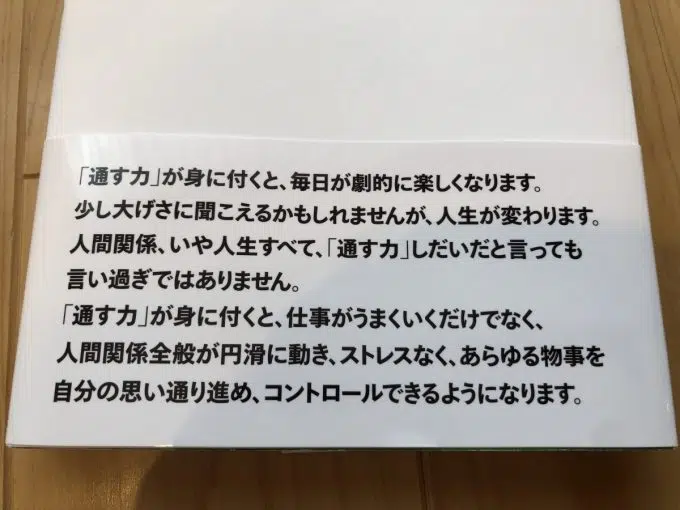 「通す力」が身に付くと、毎日が劇的に楽しくなります。
少し大げさに聞こえるかもしれませんが、人生が変わります。
人間関係、いや人生すべて、「通す力」しだいだと言っても
言い過ぎではありません。
「通す力」が身に付くと、仕事がうまくいくだけでなく、
人間関係全般が円滑に動き、ストレスなく、あらゆる物事を
自分の思い通り進め、コントロールできるようになります。